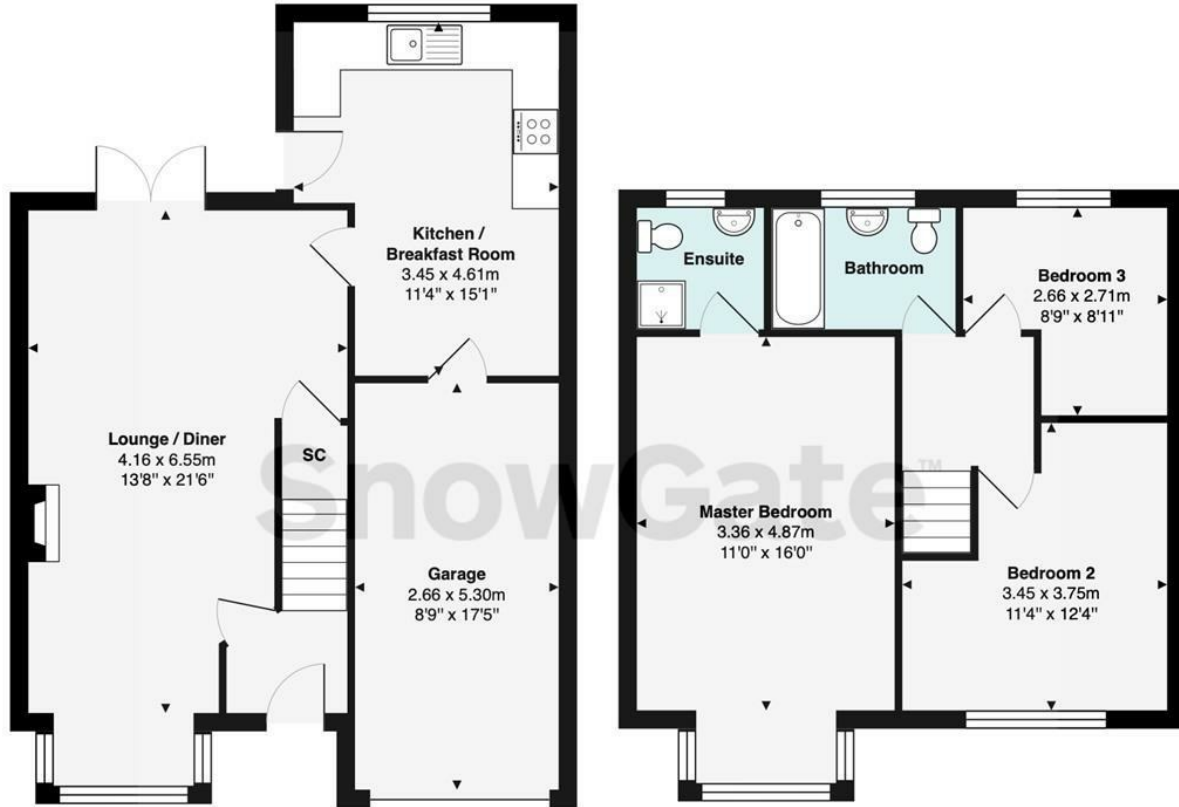 Kitchen /
Breakfast Room
3.45 x 4.61m
11'4" x 15'1"
Lounge / Diner
4.16 x 6.55m
13'8" x 21'6"
SC
Garage
2.66 x 5.30m
8'9" x 17'5"
Ensuite
Bathroom
Bedroom 3
2.66 x 2.71m
8'9" x 8'11"
Master Bedroom
3.36 x 4.87m
11'0" x 16'0"
Bedroom 2
3.45 x 3.75m
11'4" x 12'4"
SnowGate™